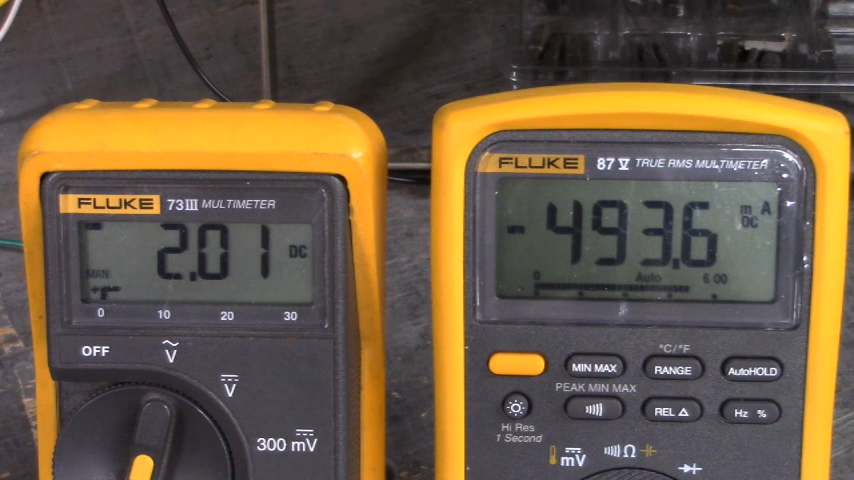 FLUKE 73III MULTIMETER
- 2.01 DC
MAN
0 10 20 30
OFF
V
V
300 mV
FLUKE 87V TRUE RMS MULTIMETER
-493.6 mA DC
0 Auto 6 00
°C/°F
MIN MAX RANGE AutoHOLD
PEAK MIN MAX
REL △ Hz %
Hi Res
1 Second
mV Ω